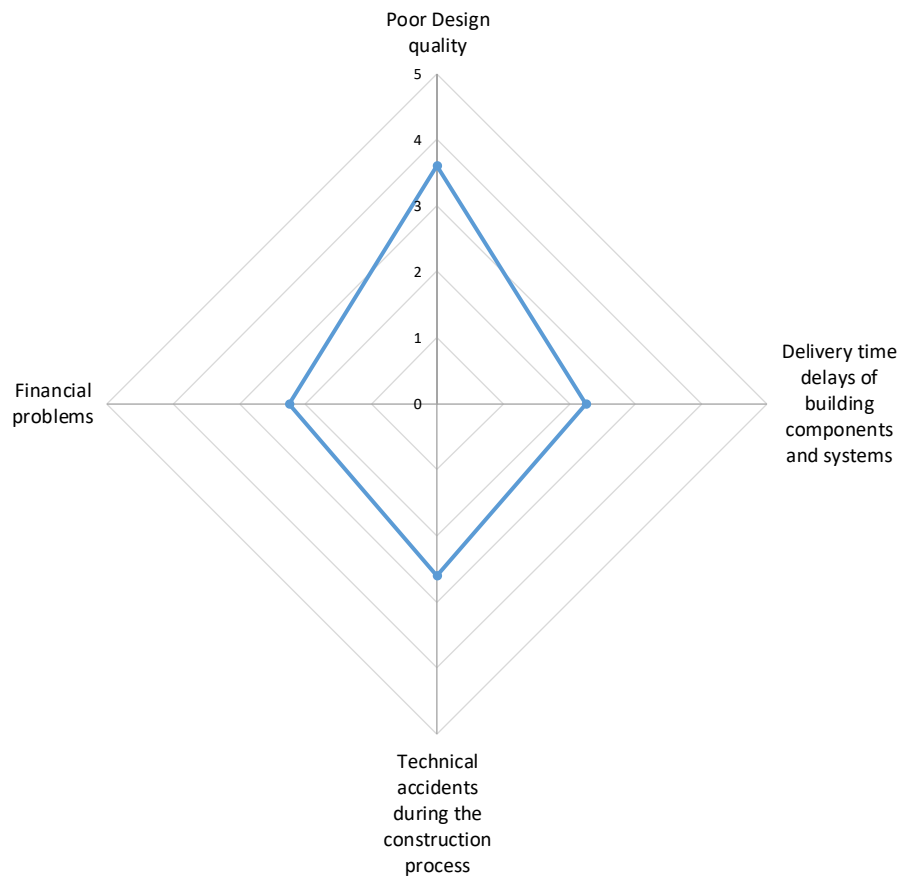 Poor Design
quality
5
4
3
2
1
0
Financial
problems
Delivery time
delays of
building
components
and systems
Technical
accidents
during the
construction
process